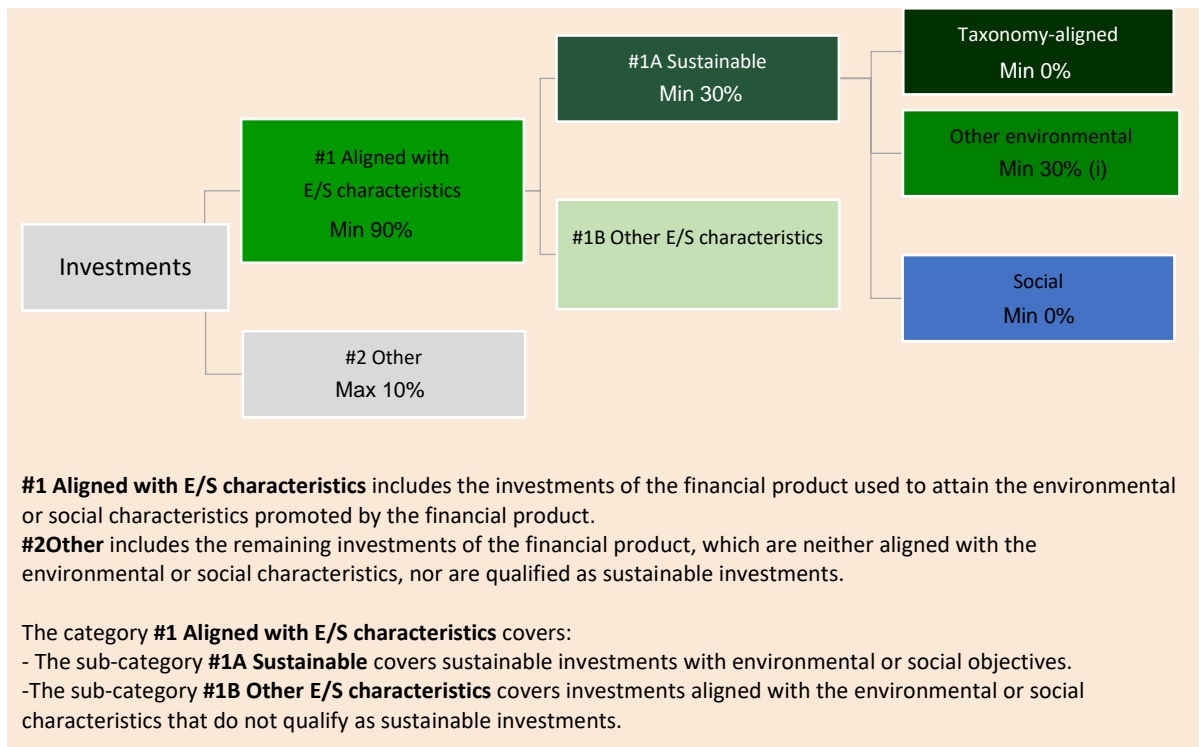 Investments
#1 Aligned with
E/S characteristics
Min 90%
#2 Other
Max 10%
#1A Sustainable
Min 30%
#1B Other E/S characteristics
Taxonomy-aligned
Min 0%
Other environmental
Min 30% (i)
Social
Min 0%
#1 Aligned with E/S characteristics includes the investments of the financial product used to attain the environmental
or social characteristics promoted by the financial product.
#2Other includes the remaining investments of the financial product, which are neither aligned with the
environmental or social characteristics, nor are qualified as sustainable investments.
The category #1 Aligned with E/S characteristics covers:
- The sub-category #1A Sustainable covers sustainable investments with environmental or social objectives.
-The sub-category #1B Other E/S characteristics covers investments aligned with the environmental or social
characteristics that do not qualify as sustainable investments.